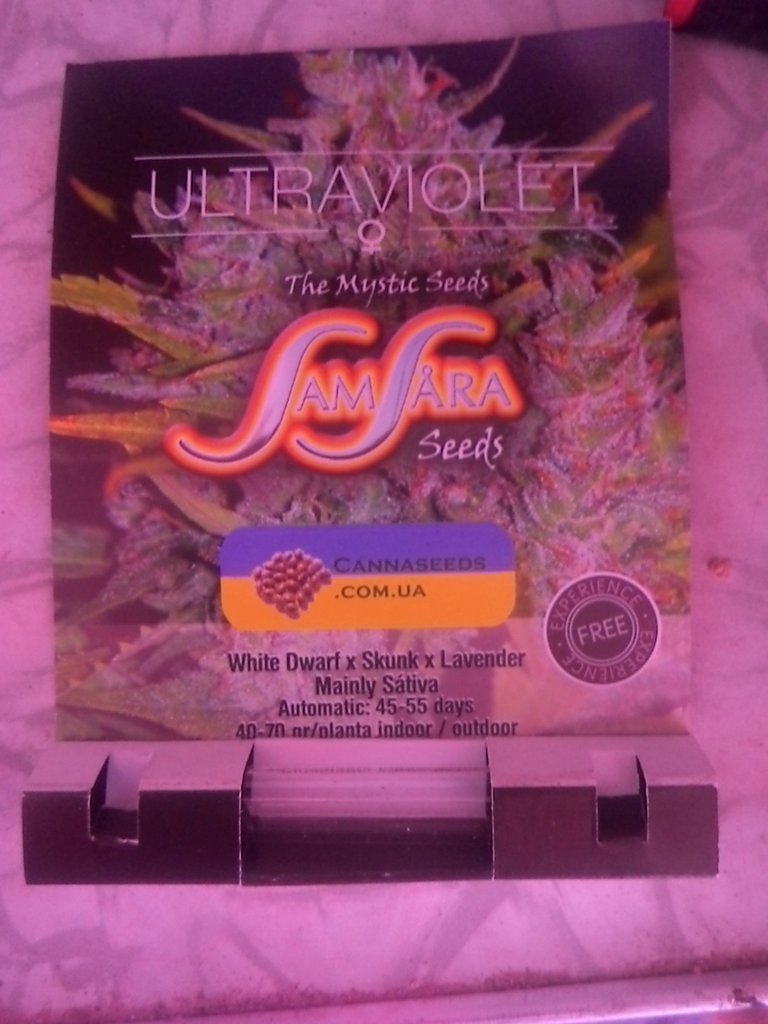 ULTRAVIOLET
The Mystic Seeds
SAMSÅRA
Seeds
CANNASEEDS
.COM.UA
EXPERIENCE
FREE
EXPERIENCE
White Dwarf x Skunk x Lavender
Mainly Sátiva
Automatic: 45-55 days
40-70 gr/planta indoor / outdoor